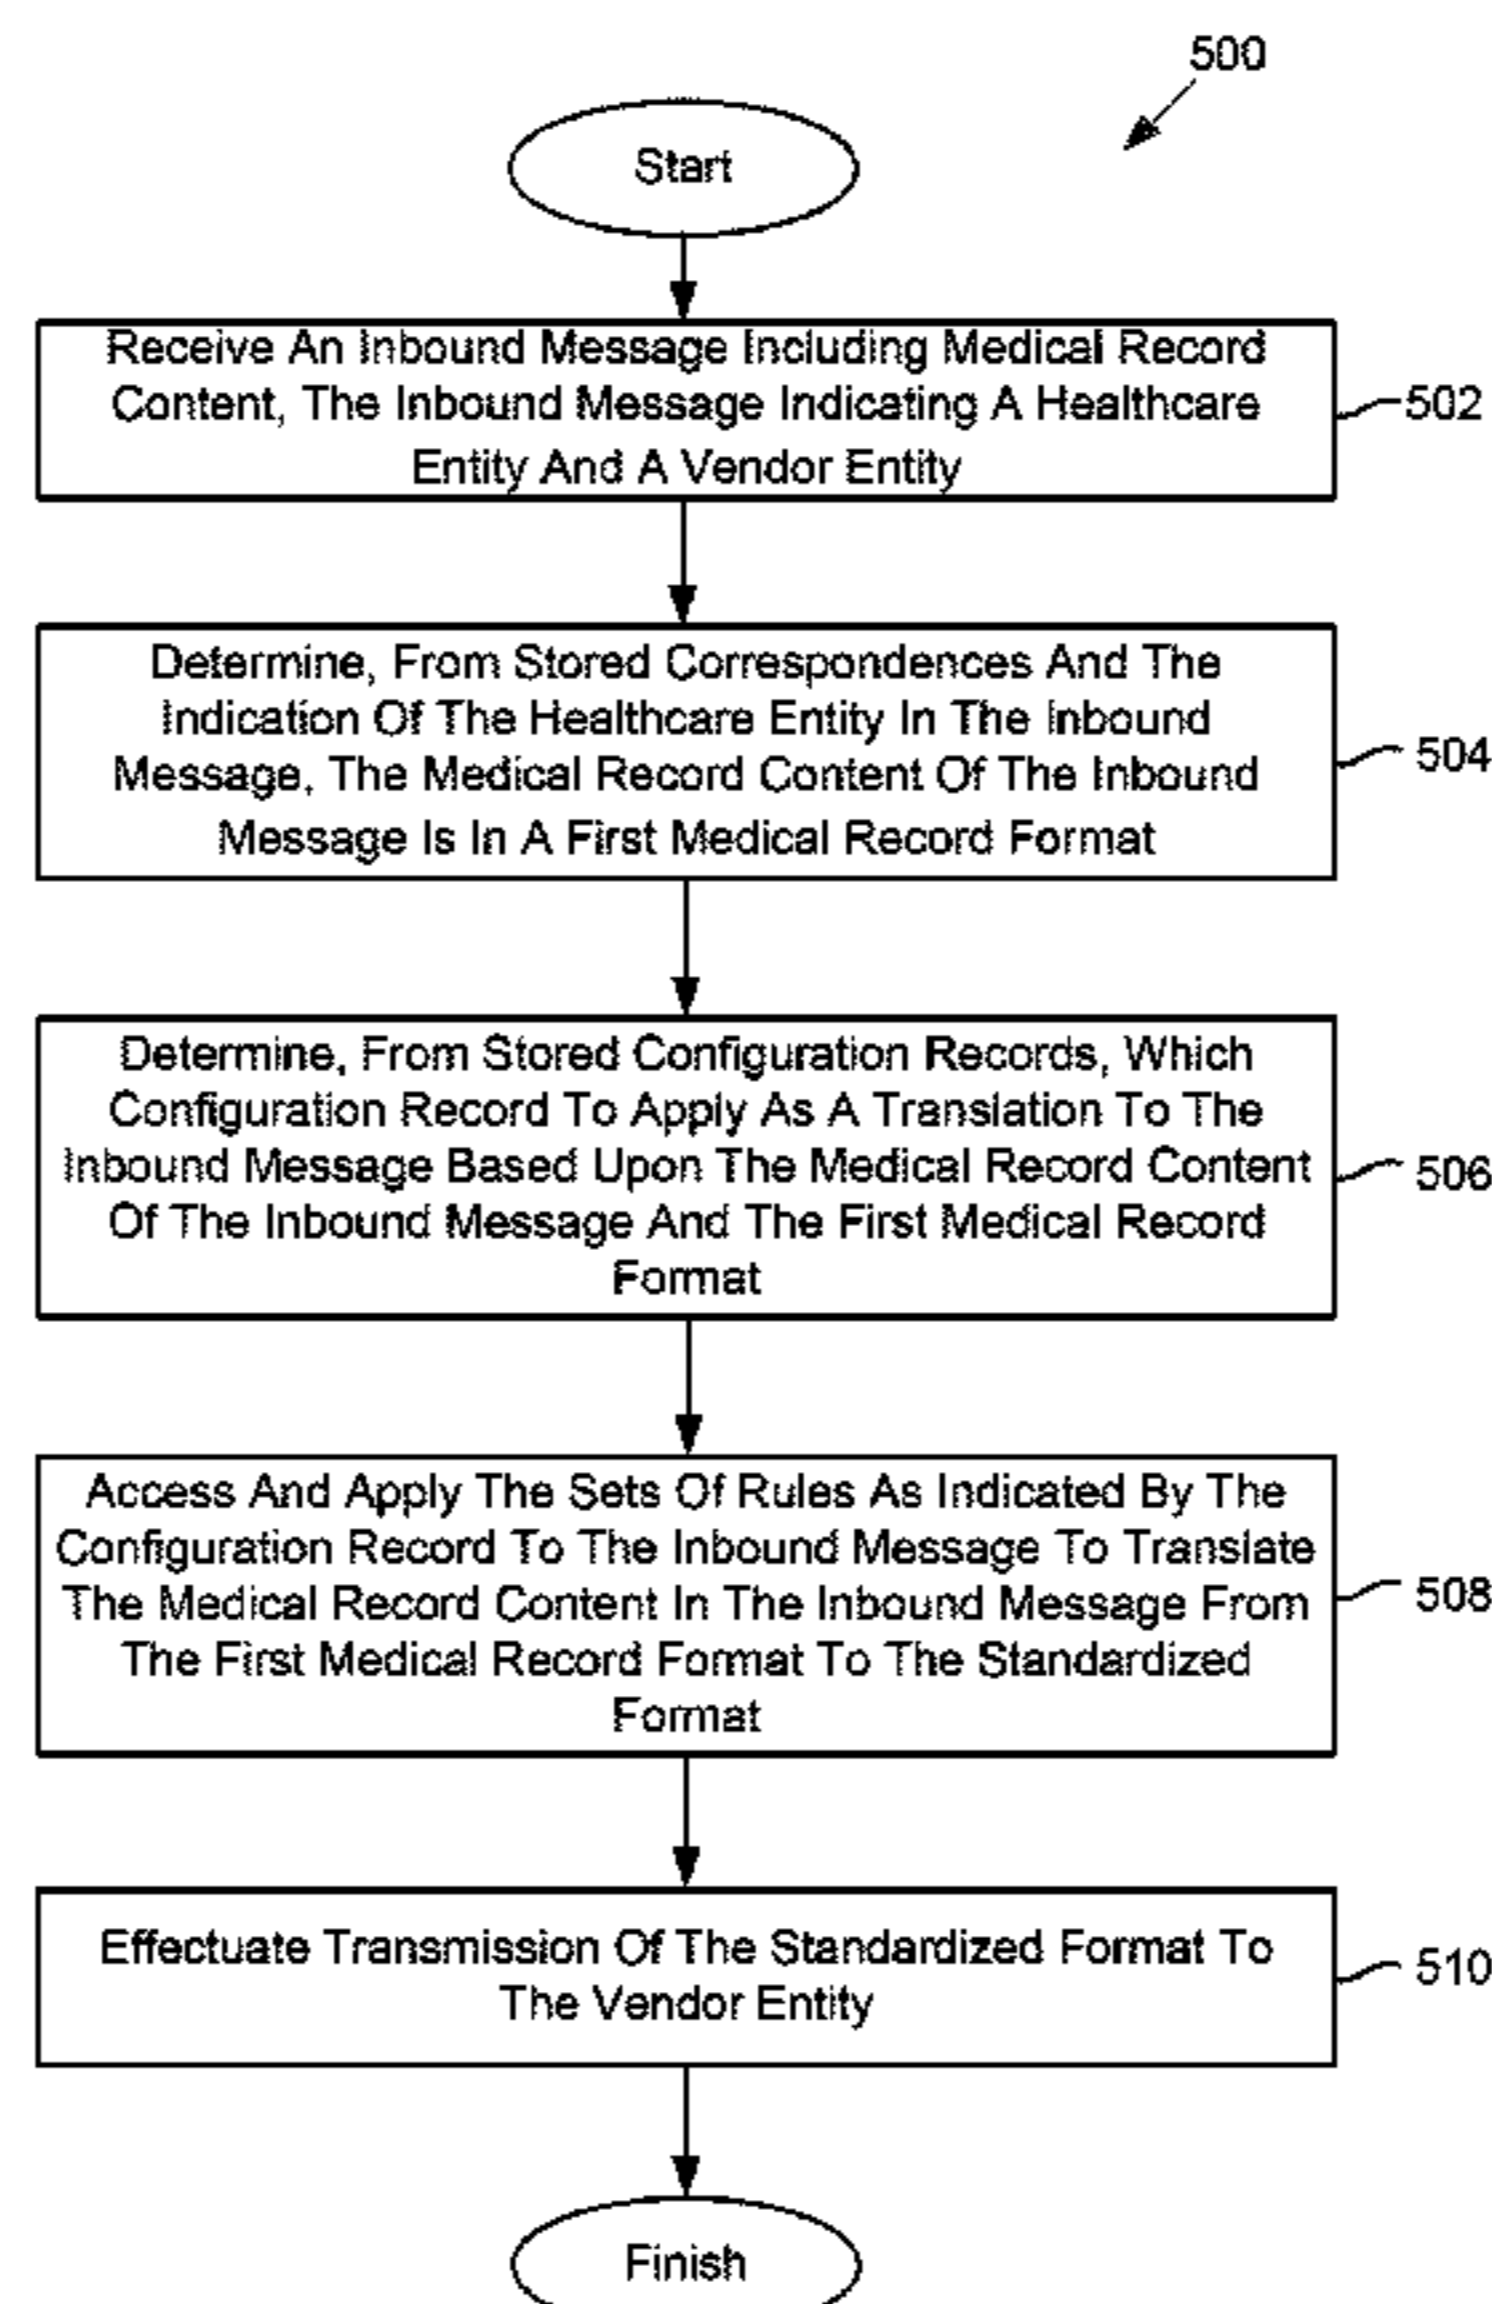 500
Start
Receive An Inbound Message Including Medical Record
Content, The Inbound Message Indicating A Healthcare
Entity And A Vendor Entity
502
Determine, From Stored Correspondences And The
Indication Of The Healthcare Entity In The Inbound
Message, The Medical Record Content Of The Inbound
Message Is In A First Medical Record Format
504
Determine, From Stored Configuration Records, Which
Configuration Record To Apply As A Translation To The
Inbound Message Based Upon The Medical Record Content
Of The Inbound Message And The First Medical Record
Format
506
Access And Apply The Sets Of Rules As Indicated By The
Configuration Record To The Inbound Message To Translate
The Medical Record Content In The Inbound Message From
The First Medical Record Format To The Standardized
Format
508
Effectuate Transmission Of The Standardized Format To
The Vendor Entity
510
Finish